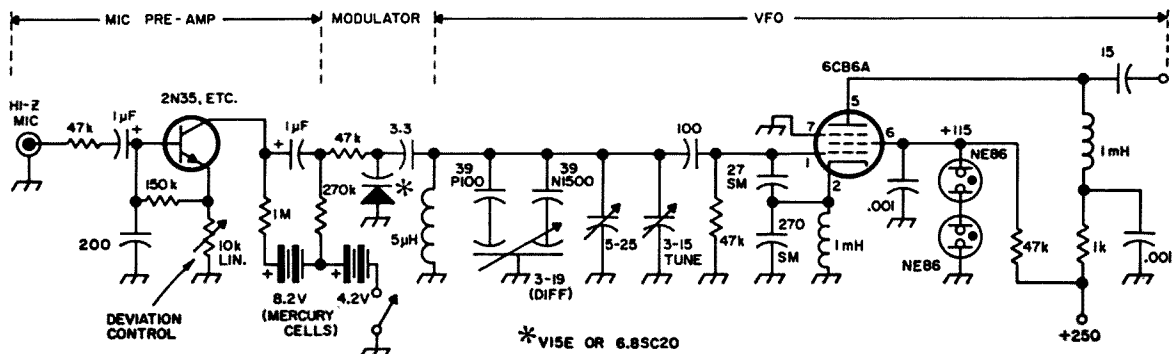 MIC PRE-AMP
MODULATOR
VFO
HI-Z
MIC
47k
1µF
+
2N35, ETC.
150k
200
10k
LIN.
DEVIATION
CONTROL
1M
+
1µF
47k
270k
*
3.3
+
8.2V
(MERCURY
CELLS)
+
4.2V
5µH
39
P100
39
N1500
3-19
(DIFF)
5-25
3-15
TUNE
100
47k
27
SM
270
SM
1mH
6CB6A
5
7
6
1
2
.001
+115
NE86
NE86
47k
15
1mH
1k
.001
+250
* V15E OR 6.8SC20